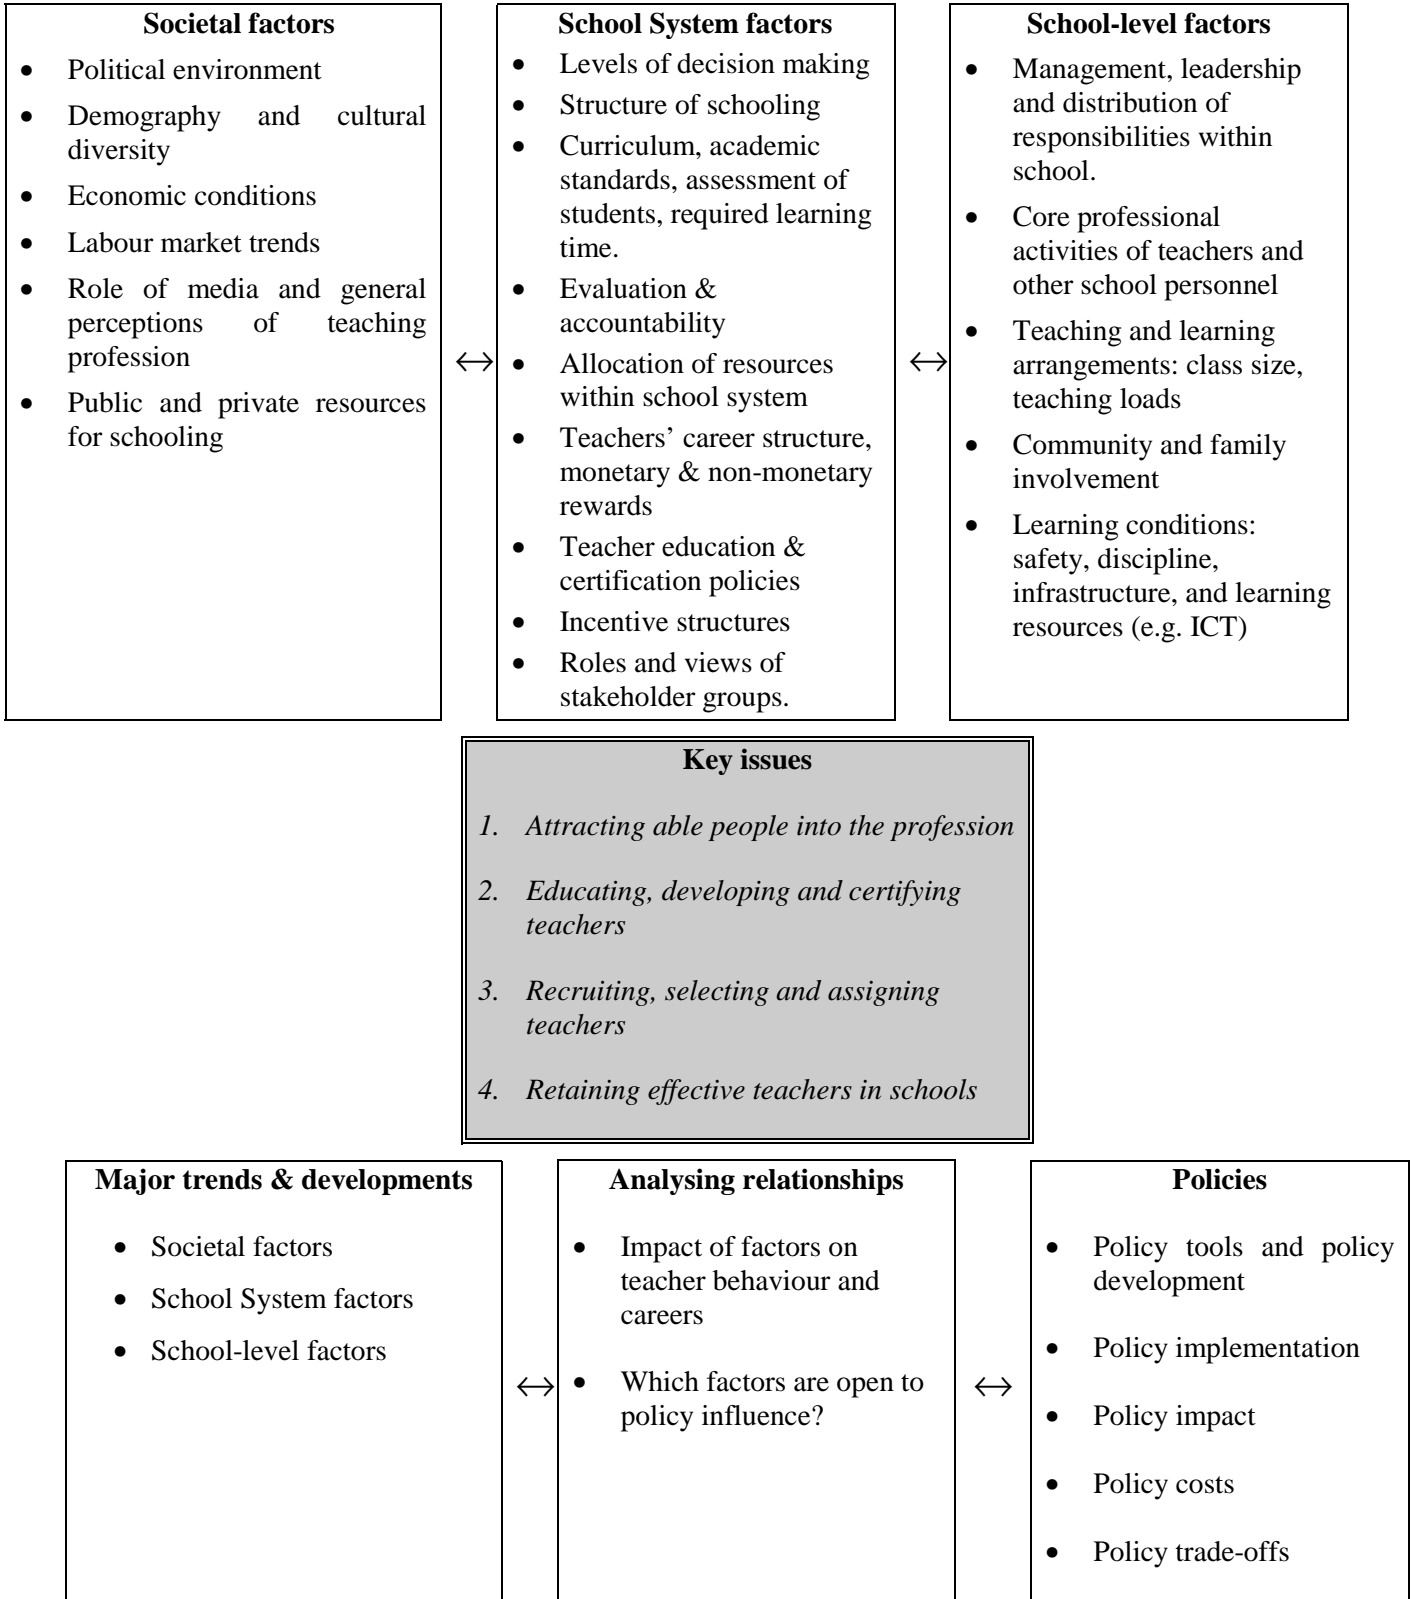 Societal factors
• Political environment
• Demography and cultural
diversity
• Economic conditions
• Labour market trends
• Role of media and general
perceptions of teaching
profession
• Public and private resources
for schooling
↔
School System factors
• Levels of decision making
• Structure of schooling
• Curriculum, academic
standards, assessment of
students, required learning
time.
• Evaluation &
accountability
• Allocation of resources
within school system
• Teachers’ career structure,
monetary & non-monetary
rewards
• Teacher education &
certification policies
• Incentive structures
• Roles and views of
stakeholder groups.
↔
School-level factors
• Management, leadership
and distribution of
responsibilities within
school.
• Core professional
activities of teachers and
other school personnel
• Teaching and learning
arrangements: class size,
teaching loads
• Community and family
involvement
• Learning conditions:
safety, discipline,
infrastructure, and learning
resources (e.g. ICT)
Key issues
1. Attracting able people into the profession
2. Educating, developing and certifying
teachers
3. Recruiting, selecting and assigning
teachers
4. Retaining effective teachers in schools
Major trends & developments
• Societal factors
• School System factors
• School-level factors
↔
Analysing relationships
• Impact of factors on
teacher behaviour and
careers
• Which factors are open to
policy influence?
↔
Policies
• Policy tools and policy
development
• Policy implementation
• Policy impact
• Policy costs
• Policy trade-offs